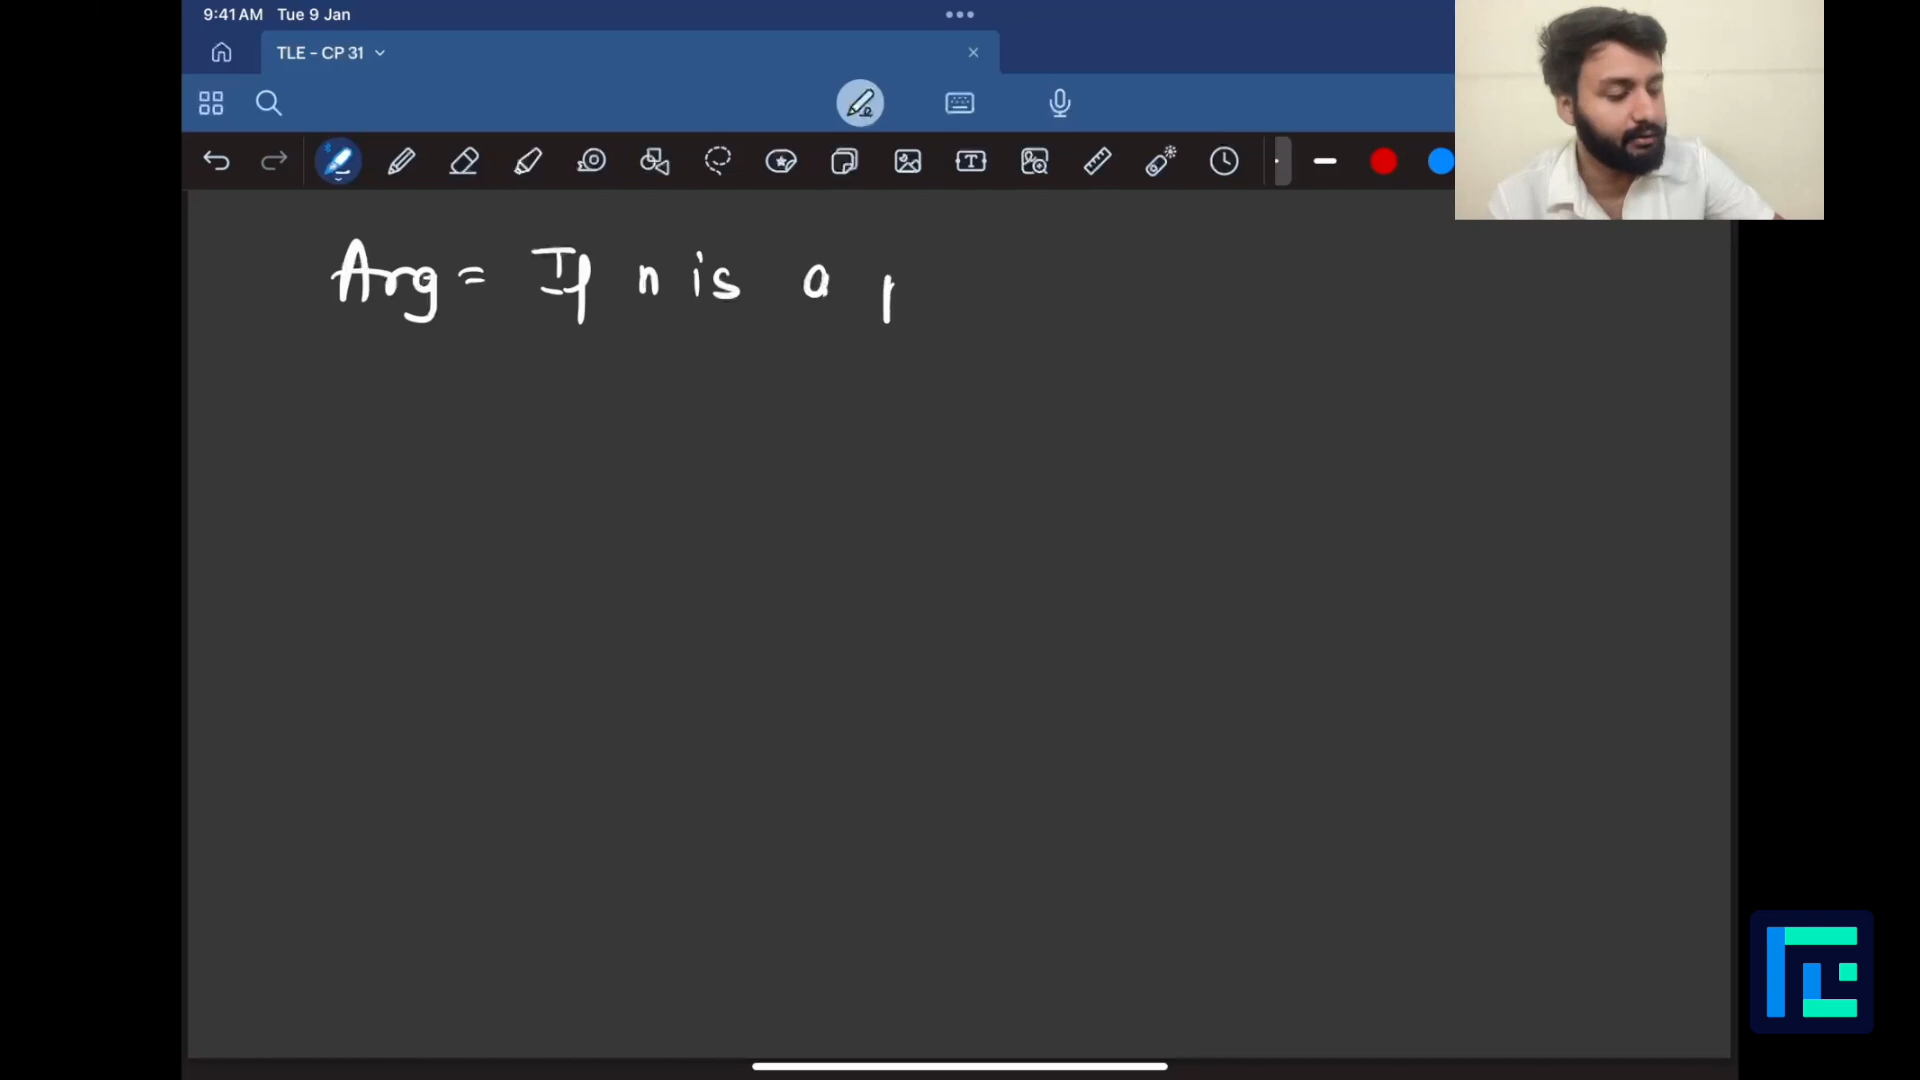 9:41 AM Tue 9 Jan
TLE - CP 31
Arg = If n is a p